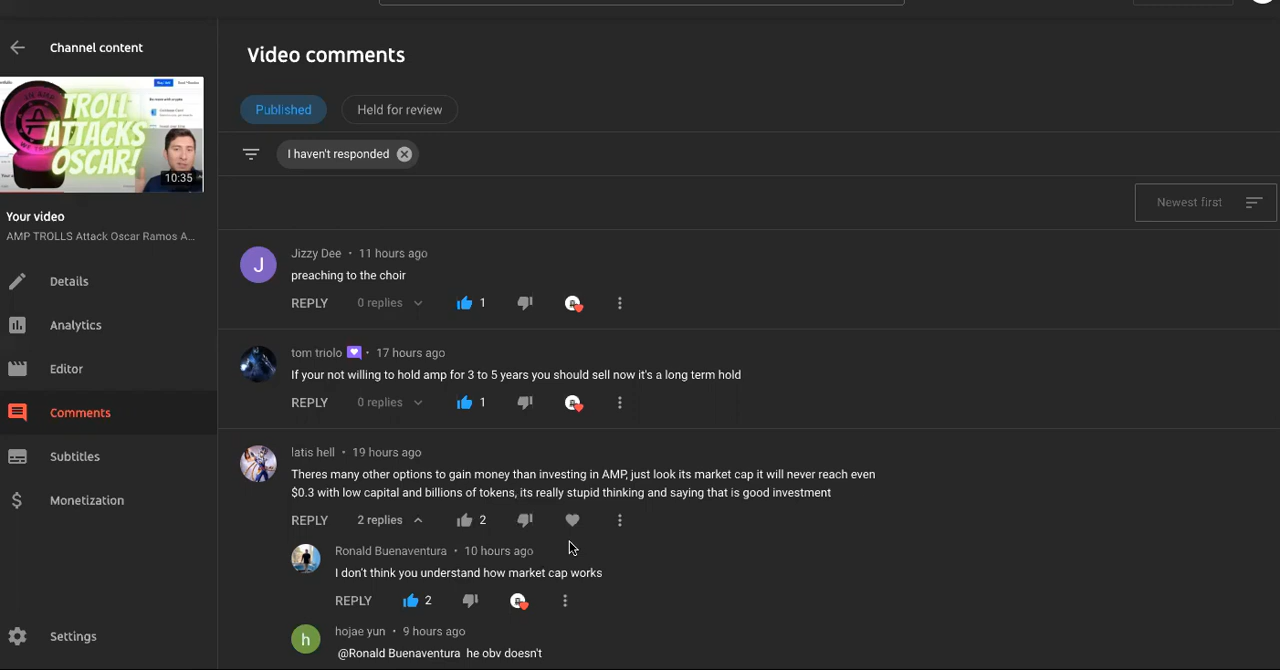 Channel content
TROLL
ATTACKS
OSCAR!
10:35
Your video
AMP TROLLS Attack Oscar Ramos A...
Details
Analytics
Editor
Comments
Subtitles
Monetization
Settings
Video comments
Published
Held for review
I haven't responded
Newest first
J
Jizzy Dee • 11 hours ago
preaching to the choir
REPLY 0 replies 1
tom triolo • 17 hours ago
If your not willing to hold amp for 3 to 5 years you should sell now it's a long term hold
REPLY 0 replies 1
latis hell • 19 hours ago
Theres many other options to gain money than investing in AMP, just look its market cap it will never reach even
$0.3 with low capital and billions of tokens, its really stupid thinking and saying that is good investment
REPLY 2 replies 2
Ronald Buenaventura • 10 hours ago
I don't think you understand how market cap works
REPLY 2
h
hojae yun • 9 hours ago
@Ronald Buenaventura he obv doesn't